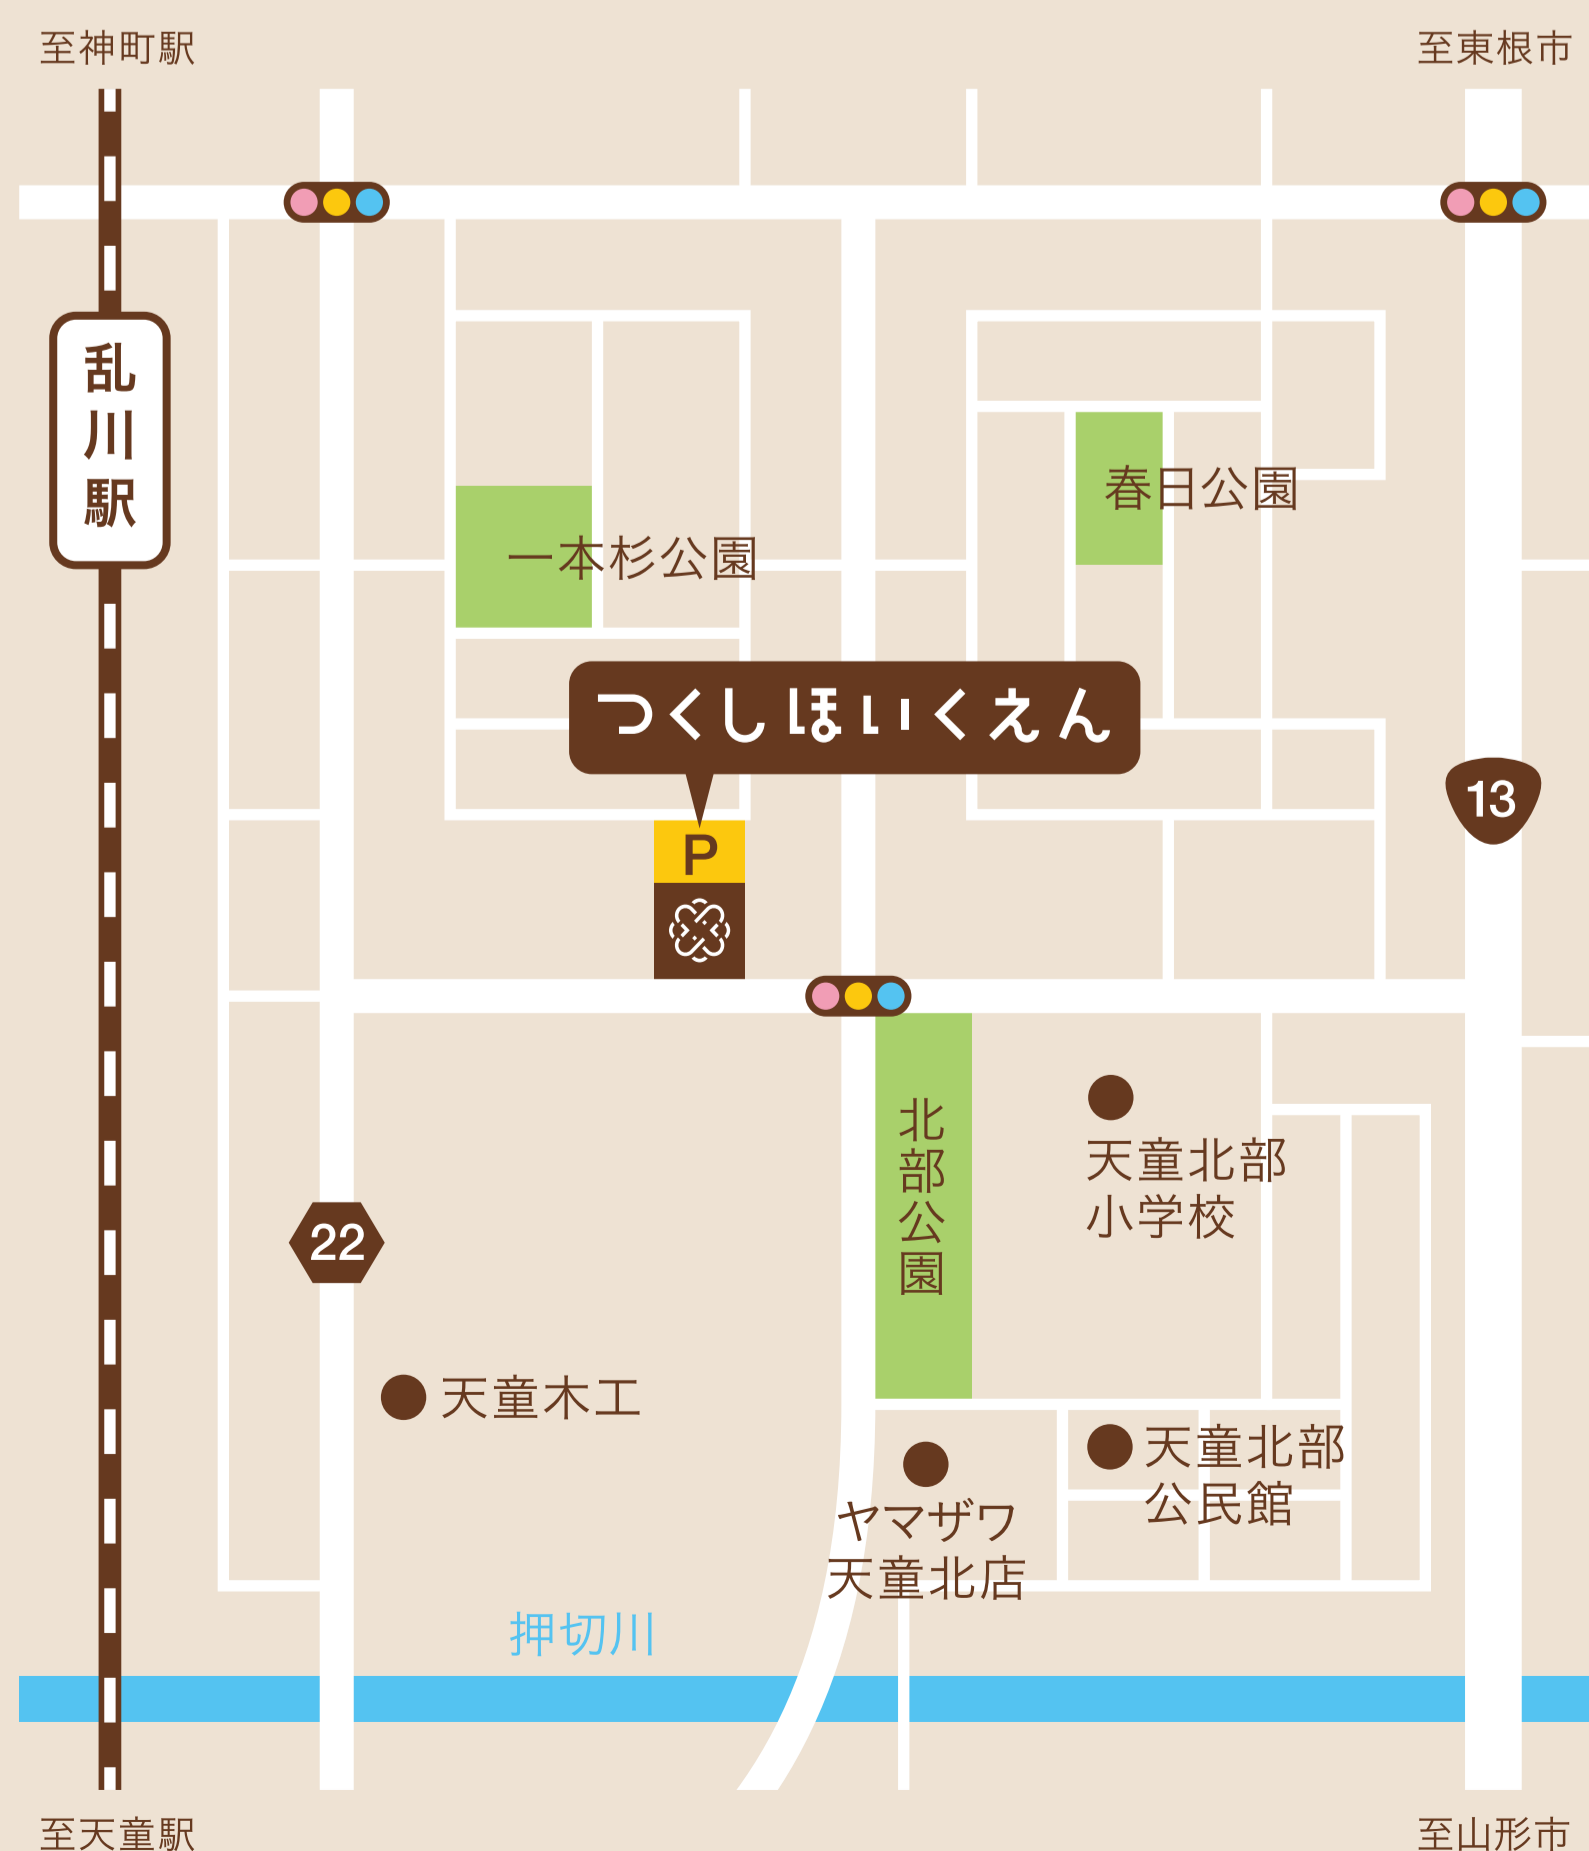 至神町駅
至東根市
乱川駅
春日公園
一本杉公園
つくしほいくえん
13
P
北部公園
天童北部
小学校
22
天童木工
天童北部
公民館
ヤマザワ
天童北店
押切川
至天童駅
至山形市